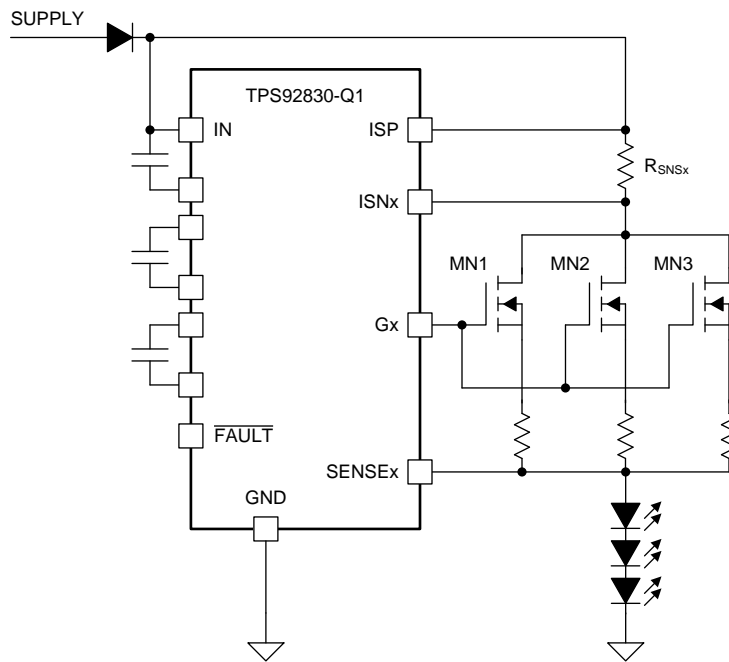 SUPPLY
TPS92830-Q1
IN
ISP
RSNSx
ISNx
MN1
MN2
MN3
Gx
FAULT
SENSEx
GND